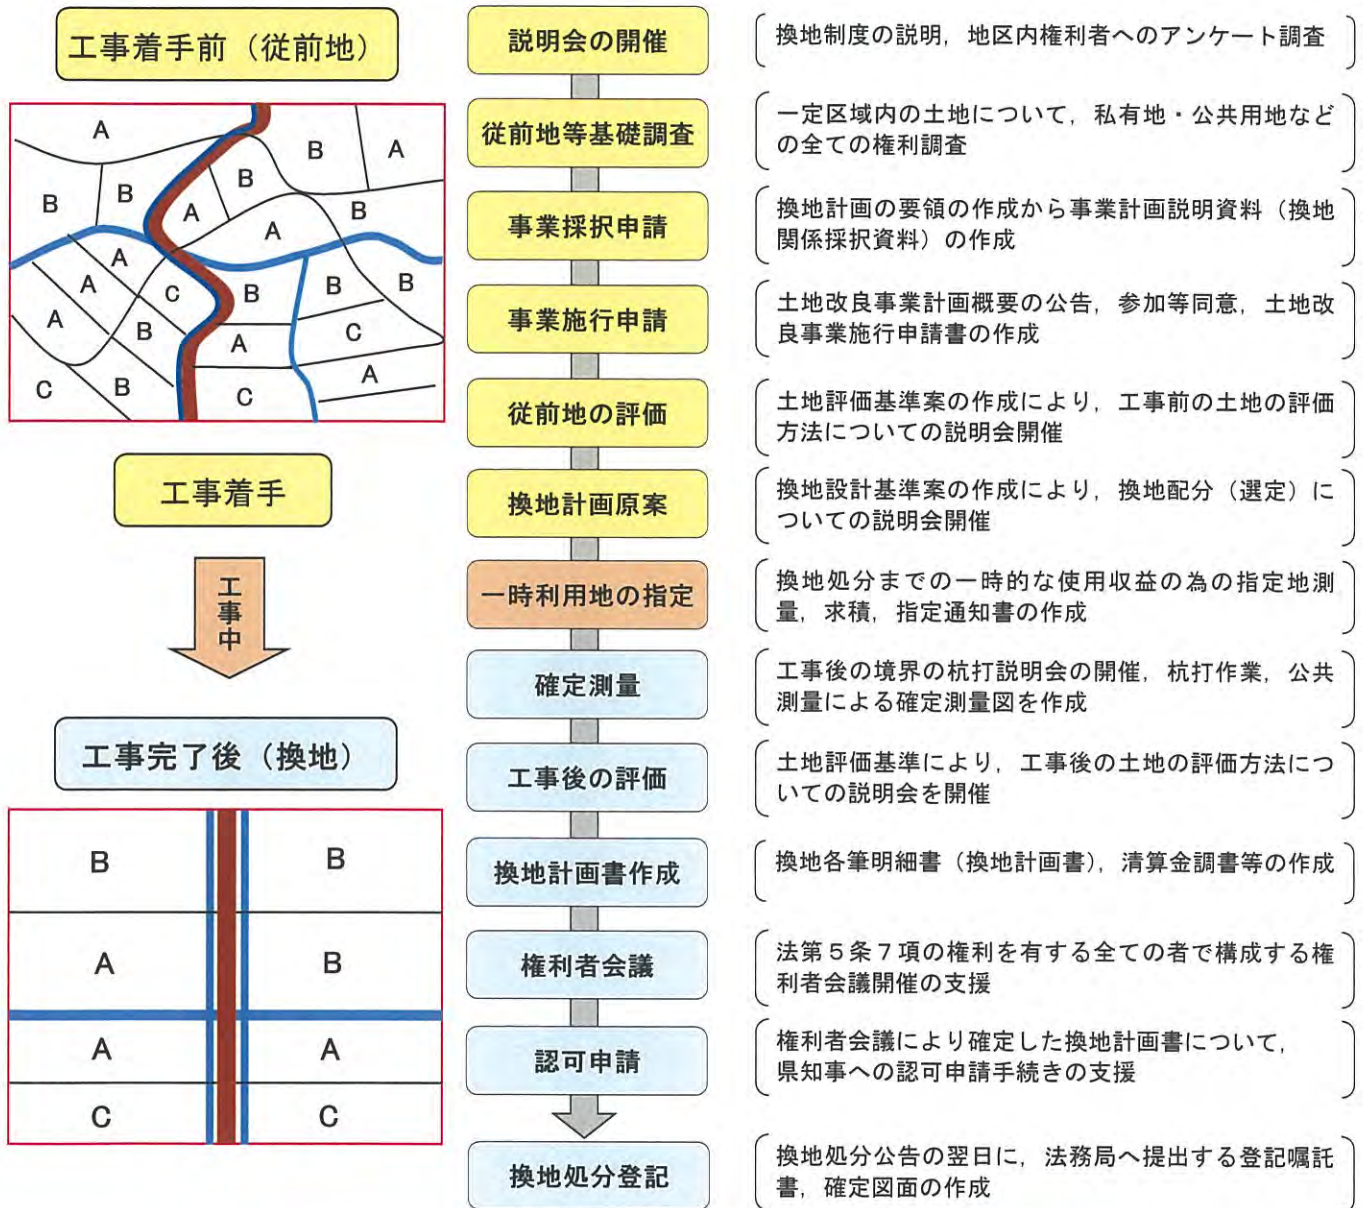 工事着手前（従前地）
A
B
A
B
B
B
A
B
A
A
A
C
B
B
B
A
B
A
C
C
B
C
A
工事着手
工事中
工事完了後（換地）
B
B
A
B
A
A
C
C
説明会の開催
換地制度の説明，地区内権利者へのアンケート調査
従前地等基礎調査
一定区域内の土地について，私有地・公共用地など
の全ての権利調査
事業採択申請
換地計画の要領の作成から事業計画説明資料（換地
関係採択資料）の作成
事業施行申請
土地改良事業計画概要の公告，参加等同意，土地改
良事業施行申請書の作成
従前地の評価
土地評価基準案の作成により，工事前の土地の評価
方法についての説明会開催
換地計画原案
換地設計基準案の作成により，換地配分（選定）に
ついての説明会開催
一時利用地の指定
換地処分までの一時的な使用収益の為の指定地測
量，求積，指定通知書の作成
確定測量
工事後の境界の杭打説明会の開催，杭打作業，公共
測量による確定測量図を作成
工事後の評価
土地評価基準により，工事後の土地の評価方法につ
いての説明会を開催
換地計画書作成
換地各筆明細書（換地計画書），清算金調書等の作成
権利者会議
法第５条７項の権利を有する全ての者で構成する権
利者会議開催の支援
認可申請
権利者会議により確定した換地計画書について，
県知事への認可申請手続きの支援
換地処分登記
換地処分公告の翌日に，法務局へ提出する登記嘱託
書，確定図面の作成